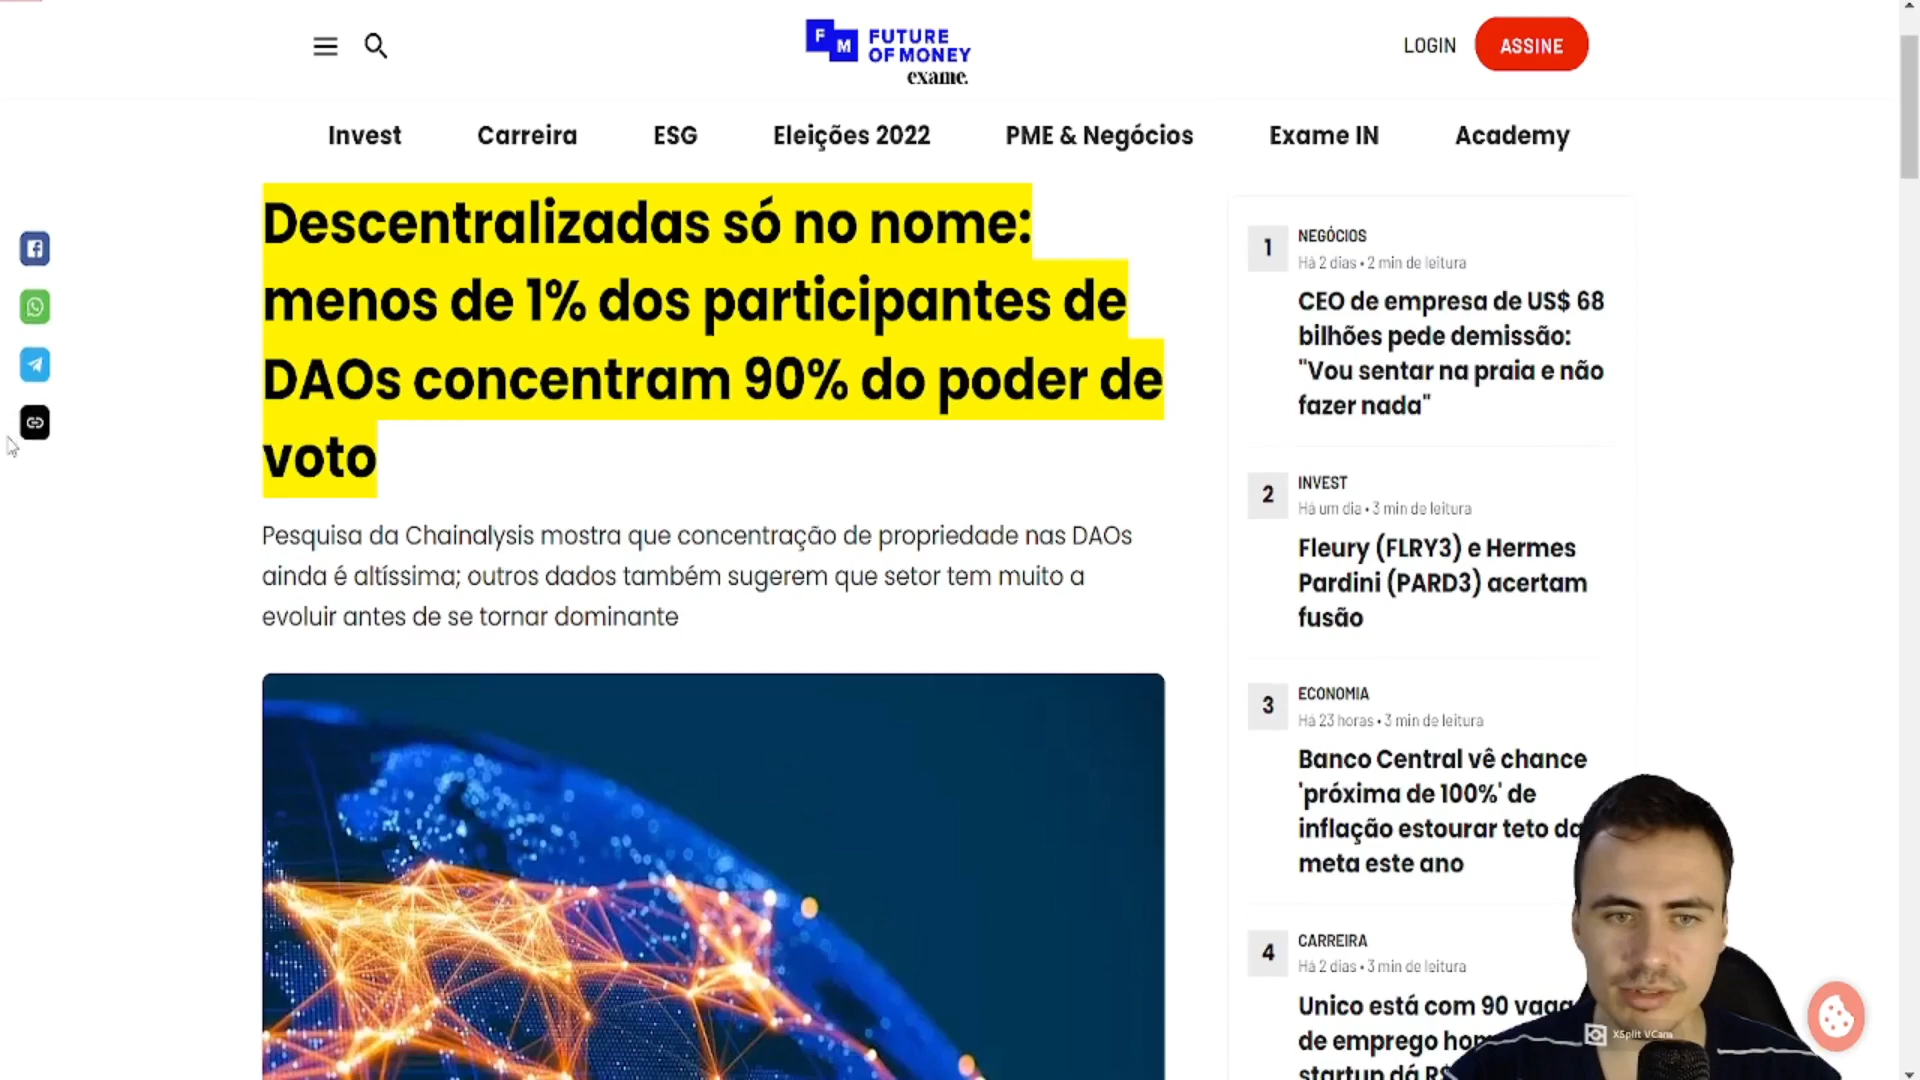 F M FUTURE
OF MONEY
exame.
LOGIN
ASSINE
Invest Carreira ESG Eleições 2022 PME & Negócios Exame IN Academy
Descentralizadas só no nome:
menos de 1% dos participantes de
DAOs concentram 90% do poder de
voto
Pesquisa da Chainalysis mostra que concentração de propriedade nas DAOs
ainda é altíssima; outros dados também sugerem que setor tem muito a
evoluir antes de se tornar dominante
1 NEGÓCIOS
Há 2 dias • 2 min de leitura
CEO de empresa de US$ 68
bilhões pede demissão:
"Vou sentar na praia e não
fazer nada"
2 INVEST
Há um dia • 3 min de leitura
Fleury (FLRY3) e Hermes
Pardini (PARD3) acertam
fusão
3 ECONOMIA
Há 23 horas • 3 min de leitura
Banco Central vê chance
'próxima de 100%' de
inflação estourar teto da
meta este ano
4 CARREIRA
Há 2 dias • 3 min de leitura
Unico está com 90
de emprego
startup dá
XSplit VCam